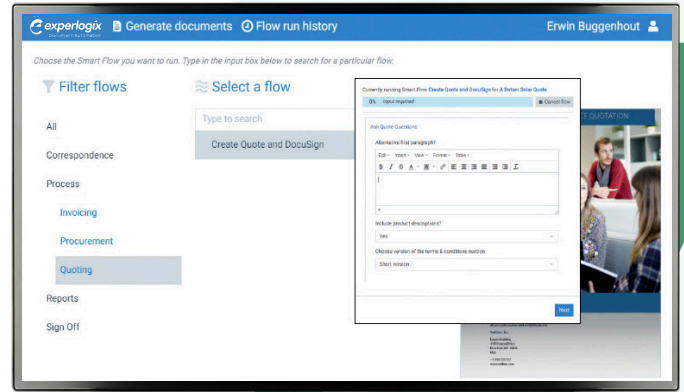 experlogix Generate documents Flow run history Erwin Buggenhout
Document Automation
Choose the Smart Flow you want to run. Type in the input box below to search for a particular flow.
Filter flows
All
Correspondence
Process
Invoicing
Procurement
Quoting
Reports
Sign Off
Select a flow
Type to search
Create Quote and DocuSign
Currently running Smart Flow Create Quote and DocuSign for A Datum Solar Quote
0% Input required Cancel flow
Ask Quote Questions
Alternative first paragraph?
Edit Insert View Format Table
Include product descriptions?
Yes
Choose version of the terms & conditions section
Short version
Next
QUOTATION